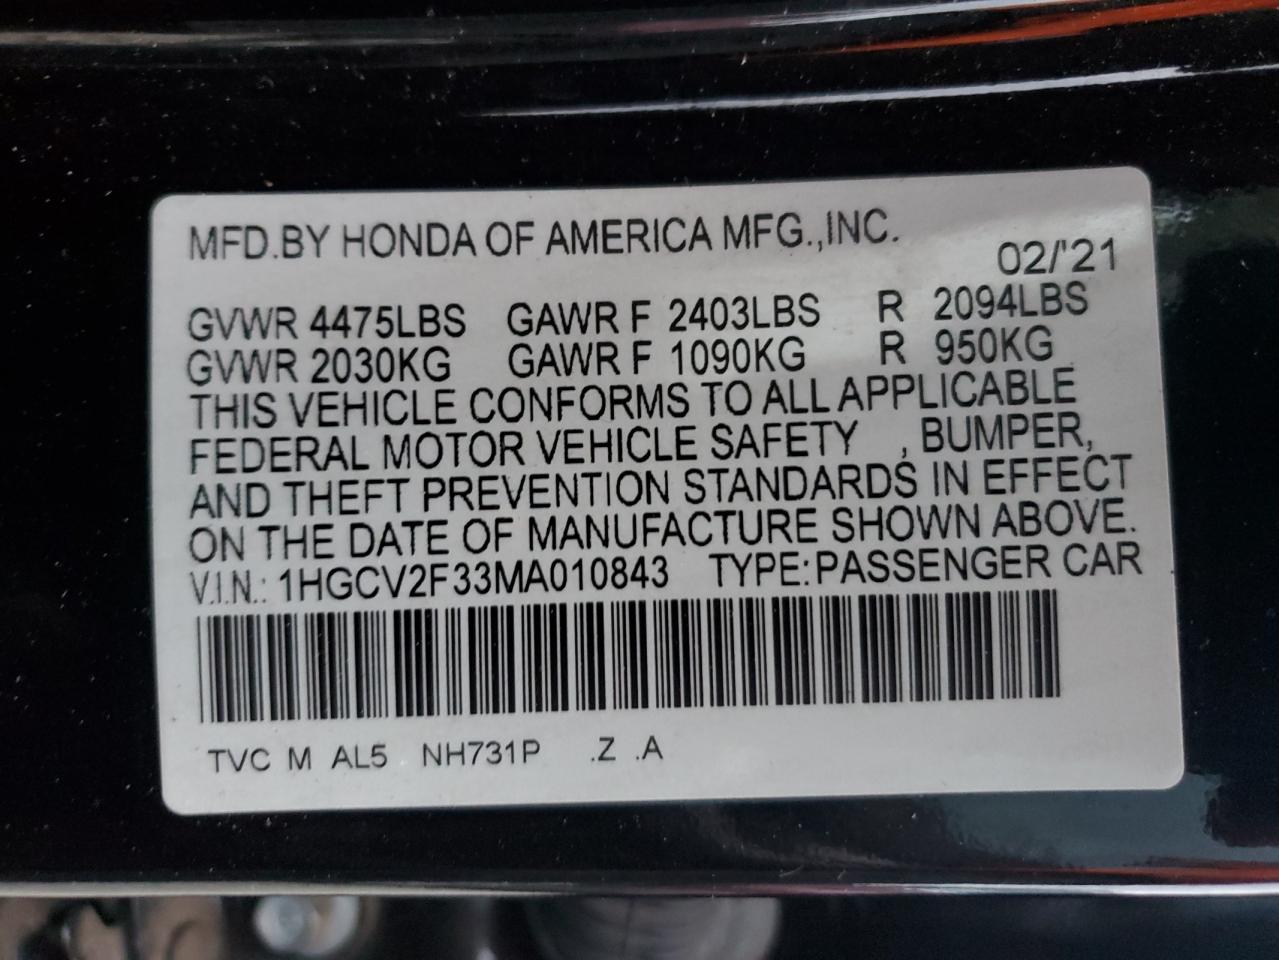 MFD.BY HONDA OF AMERICA MFG.,INC.
02/'21
GVWR 4475LBS GAWR F 2403LBS R 2094LBS
GVWR 2030KG GAWR F 1090KG R 950KG
THIS VEHICLE CONFORMS TO ALL APPLICABLE
FEDERAL MOTOR VEHICLE SAFETY , BUMPER,
AND THEFT PREVENTION STANDARDS IN EFFECT
ON THE DATE OF MANUFACTURE SHOWN ABOVE.
V.I.N.: 1HGCV2F33MA010843 TYPE:PASSENGER CAR
TVC M AL5 NH731P .Z .A